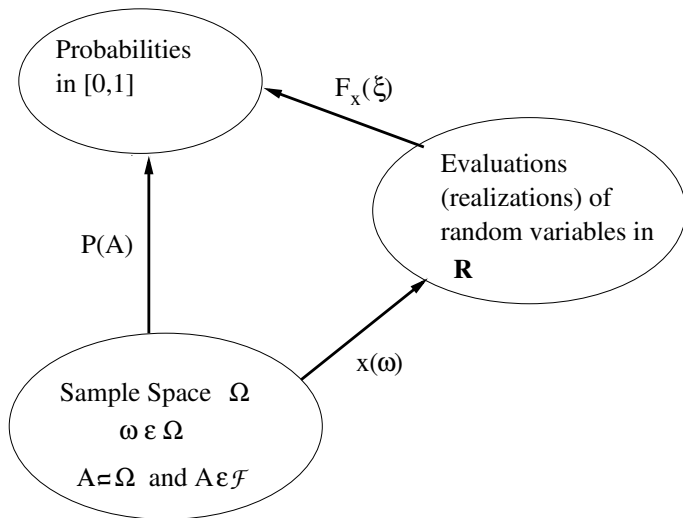 Probabilities
in [0,1]
F_x(ξ)
Evaluations
(realizations) of
random variables in
R
P(A)
x(ω)
Sample Space Ω
ω ε Ω
A⊆Ω and A ε ℱ